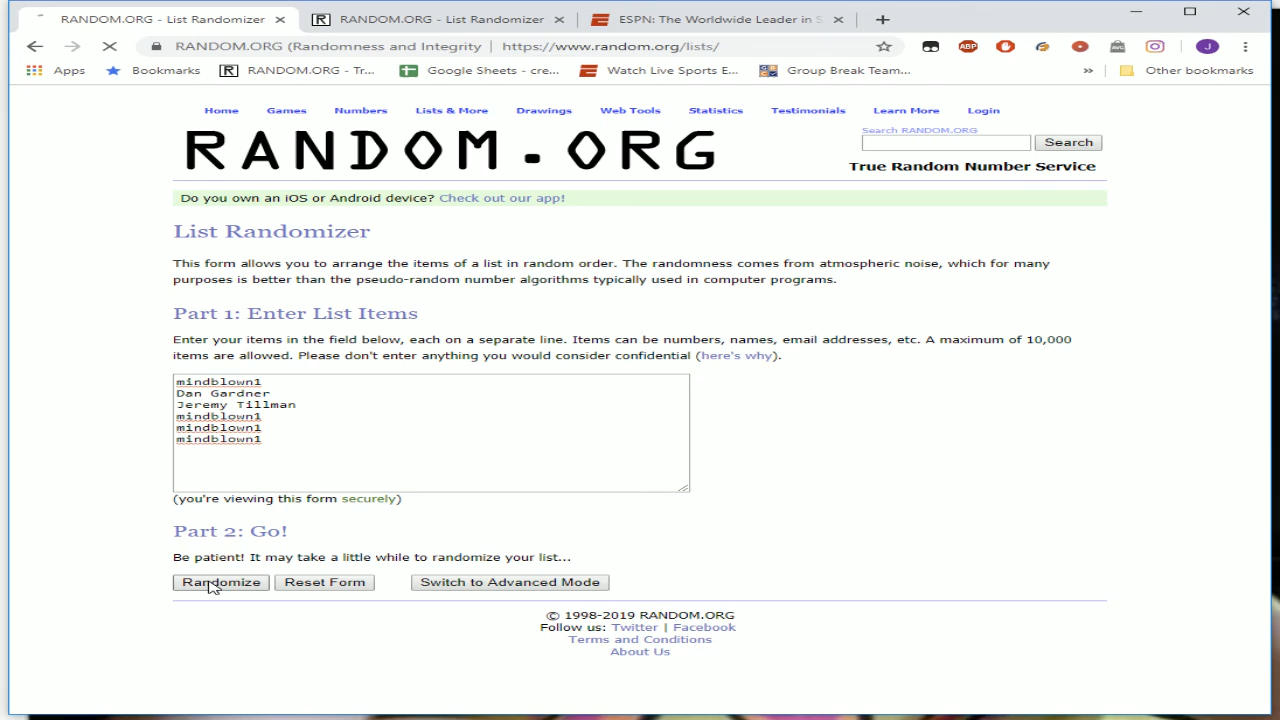 RANDOM.ORG - List Randomizer
RANDOM.ORG - List Randomizer
ESPN: The Worldwide Leader in S
RANDOM.ORG (Randomness and Integrity | https://www.random.org/lists/
ABP
AVG
J
Apps
Bookmarks
R RANDOM.ORG - Tr...
Google Sheets - cre...
Watch Live Sports E...
Group Break Team...
»
Other bookmarks
Home Games Numbers Lists & More Drawings Web Tools Statistics Testimonials Learn More Login
RANDOM.ORG
Search RANDOM.ORG
Search
True Random Number Service
Do you own an iOS or Android device? Check out our app!
List Randomizer
This form allows you to arrange the items of a list in random order. The randomness comes from atmospheric noise, which for many
purposes is better than the pseudo-random number algorithms typically used in computer programs.
Part 1: Enter List Items
Enter your items in the field below, each on a separate line. Items can be numbers, names, email addresses, etc. A maximum of 10,000
items are allowed. Please don't enter anything you would consider confidential (here's why).
mindblown1
Dan Gardner
Jeremy Tillman
mindblown1
mindblown1
mindblown1
(you're viewing this form securely)
Part 2: Go!
Be patient! It may take a little while to randomize your list...
Randomize Reset Form Switch to Advanced Mode
© 1998-2019 RANDOM.ORG
Follow us: Twitter | Facebook
Terms and Conditions
About Us